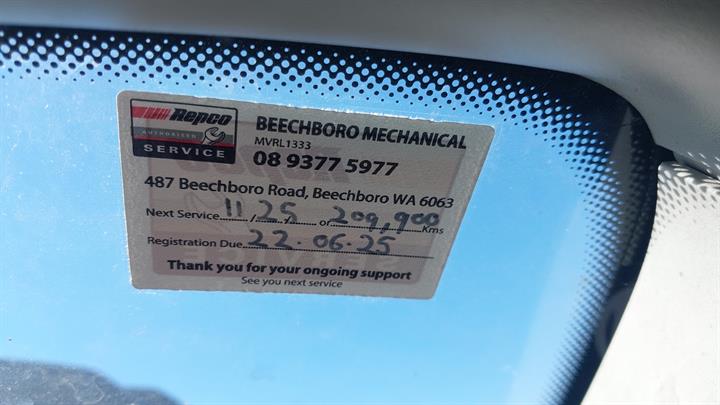 Repco
AUTHORISED
SERVICE
BEECHBORO MECHANICAL
MVRL1333
08 9377 5977
487 Beechboro Road, Beechboro WA 6063
Next Service 11/25 or 209,900 Kms
Registration Due 22.06.25
Thank you for your ongoing support
See you next service